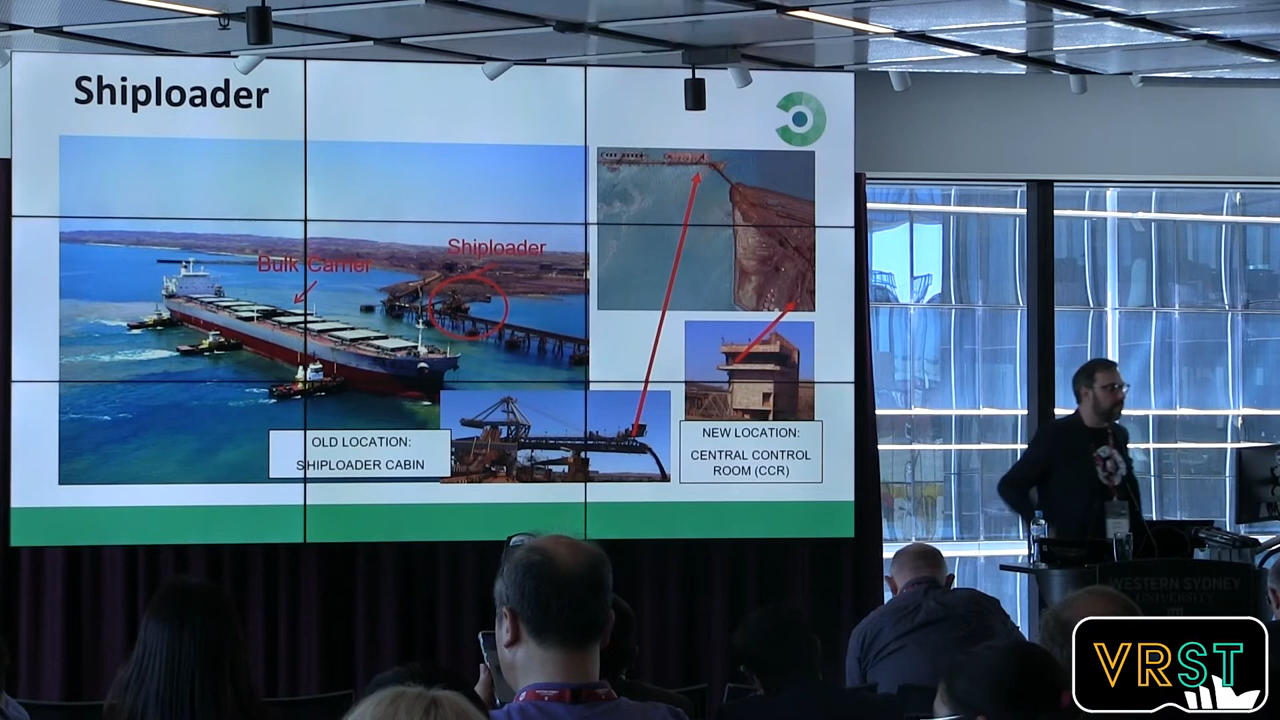 Shiploader
Bulk Carrier
Shiploader
OLD LOCATION:
SHIPLOADER CABIN
NEW LOCATION:
CENTRAL CONTROL
ROOM (CCR)
WESTERN SYDNEY
UNIVERSITY
VRST